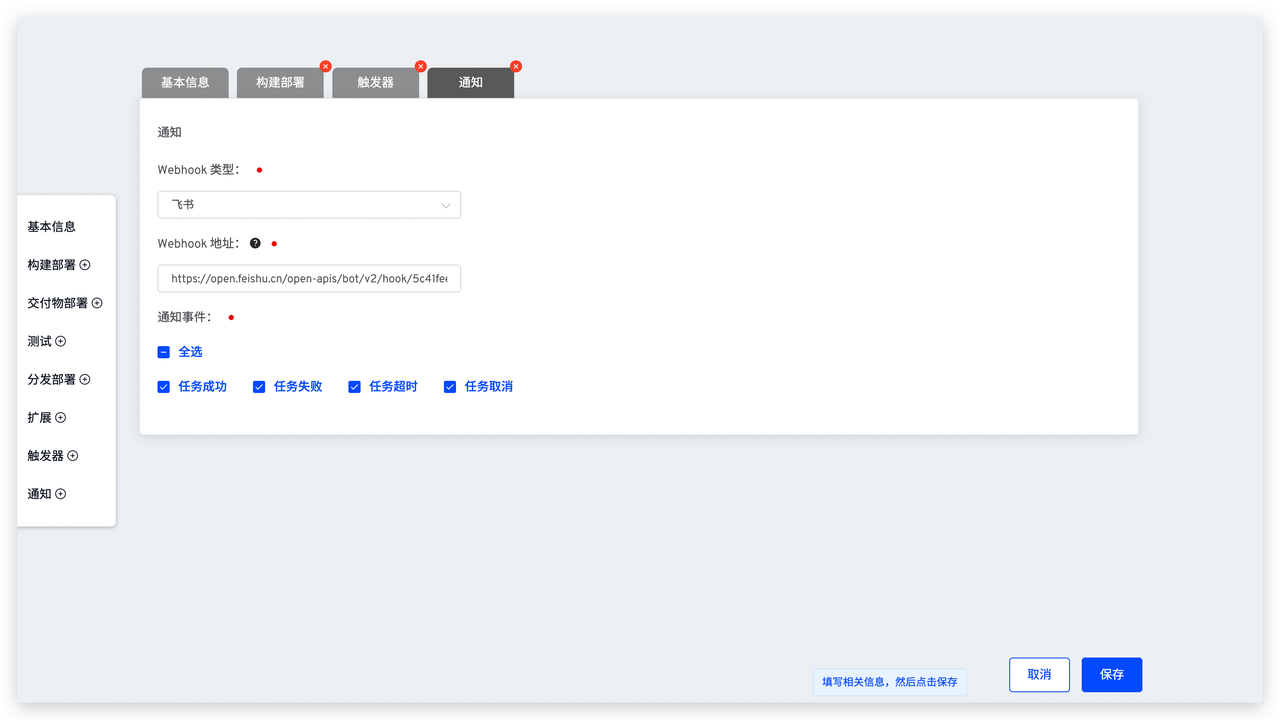 基本信息
构建部署
触发器
通知
通知
Webhook 类型：
飞书
Webhook 地址：
https://open.feishu.cn/open-apis/bot/v2/hook/5c41fe
通知事件：
全选
任务成功 任务失败 任务超时 任务取消
基本信息
构建部署
交付物部署
测试
分发部署
扩展
触发器
通知
填写相关信息，然后点击保存
取消
保存